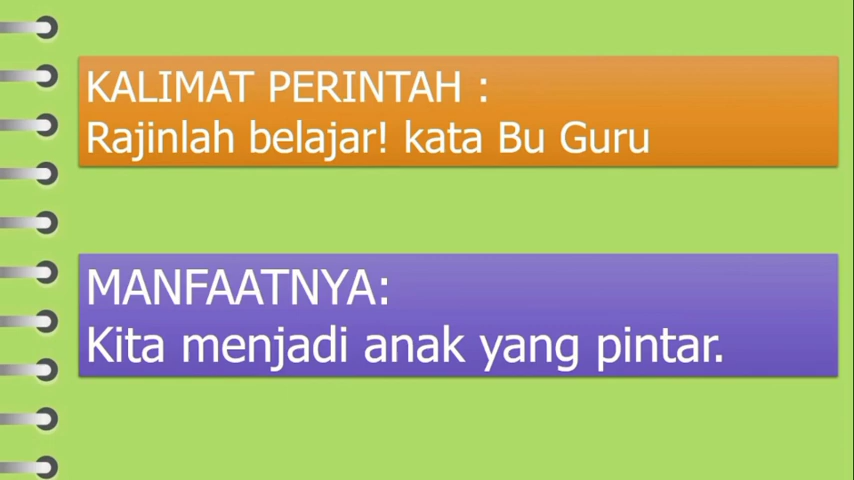 KALIMAT PERINTAH :
Rajinlah belajar! kata Bu Guru
MANFAATNYA:
Kita menjadi anak yang pintar.